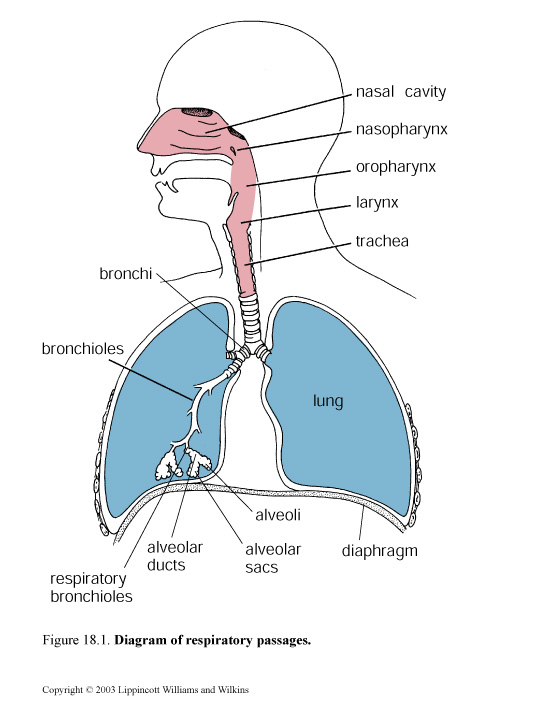 nasal cavity
nasopharynx
oropharynx
larynx
trachea
bronchi
bronchioles
lung
alveoli
alveolar
ducts
alveolar
sacs
diaphragm
respiratory
bronchioles
Figure 18.1. Diagram of respiratory passages.
Copyright © 2003 Lippincott Williams and Wilkins